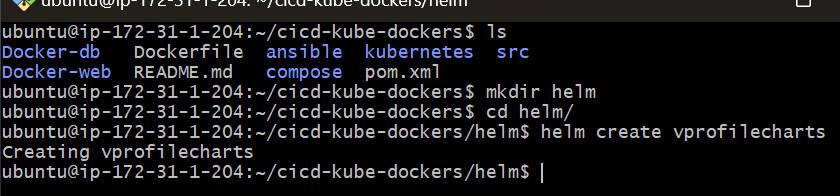 ubuntu@ip-172-31-1-204: ~/cicd-kube-dockers/helm
ubuntu@ip-172-31-1-204:~/cicd-kube-dockers$ ls
Docker-db   Dockerfile  ansible  kubernetes  src
Docker-web  README.md   compose  pom.xml
ubuntu@ip-172-31-1-204:~/cicd-kube-dockers$ mkdir helm
ubuntu@ip-172-31-1-204:~/cicd-kube-dockers$ cd helm/
ubuntu@ip-172-31-1-204:~/cicd-kube-dockers/helm$ helm create vprofilecharts
Creating vprofilecharts
ubuntu@ip-172-31-1-204:~/cicd-kube-dockers/helm$